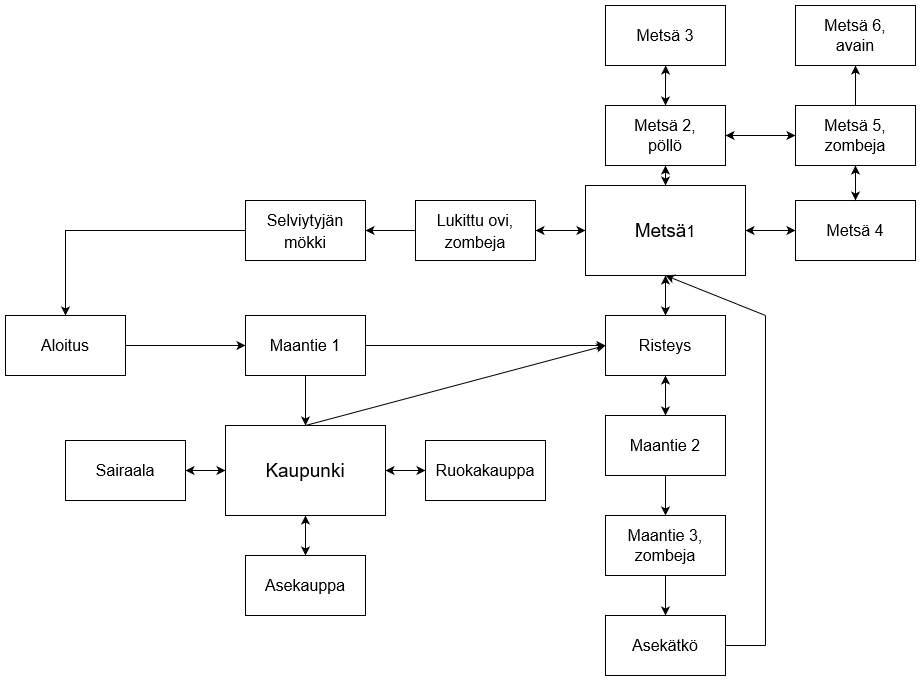 Metsä 3
Metsä 6,
avain
Metsä 2,
pöllö
Metsä 5,
zombeja
Selviytyjän
mökki
Lukittu ovi,
zombeja
Metsä1
Metsä 4
Aloitus
Maantie 1
Risteys
Maantie 2
Sairaala
Kaupunki
Ruokakauppa
Maantie 3,
zombeja
Asekauppa
Asekätkö